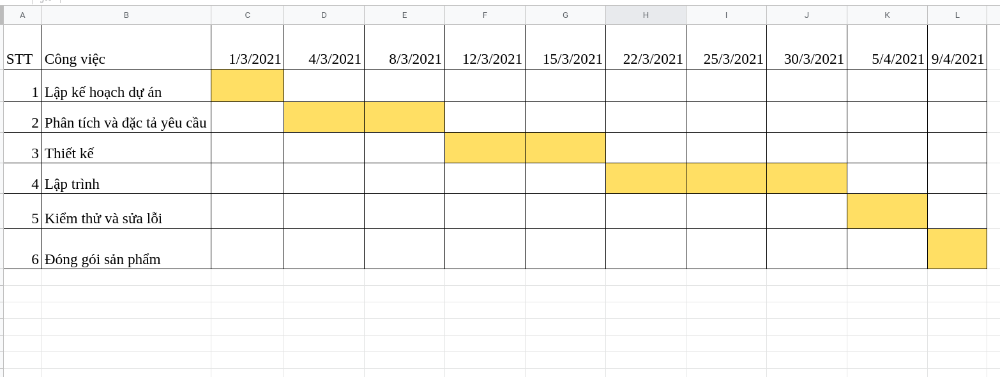 A B C D E F G H I J K L
STT Công việc 1/3/2021 4/3/2021 8/3/2021 12/3/2021 15/3/2021 22/3/2021 25/3/2021 30/3/2021 5/4/2021 9/4/2021
1 Lập kế hoạch dự án
2 Phân tích và đặc tả yêu cầu
3 Thiết kế
4 Lập trình
5 Kiểm thử và sửa lỗi
6 Đóng gói sản phẩm